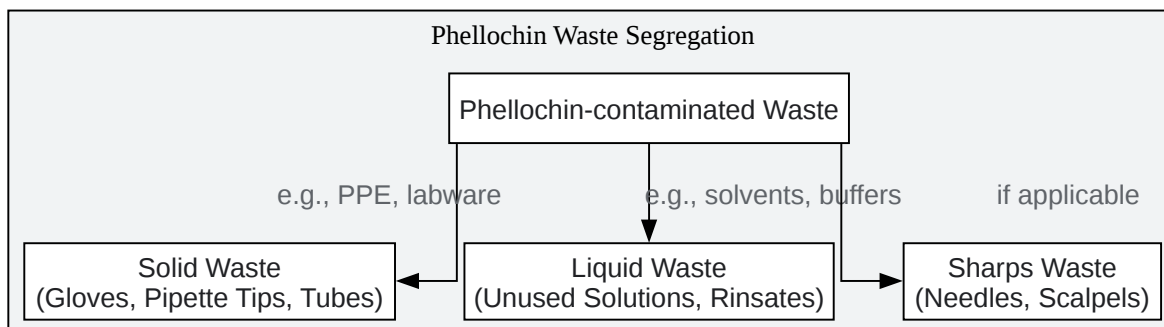 Phellochin Waste Segregation
Phellochin-contaminated Waste
e.g., PPE, labware
e.g., solvents, buffers
if applicable
Solid Waste
(Gloves, Pipette Tips, Tubes)
Liquid Waste
(Unused Solutions, Rinsates)
Sharps Waste
(Needles, Scalpels)